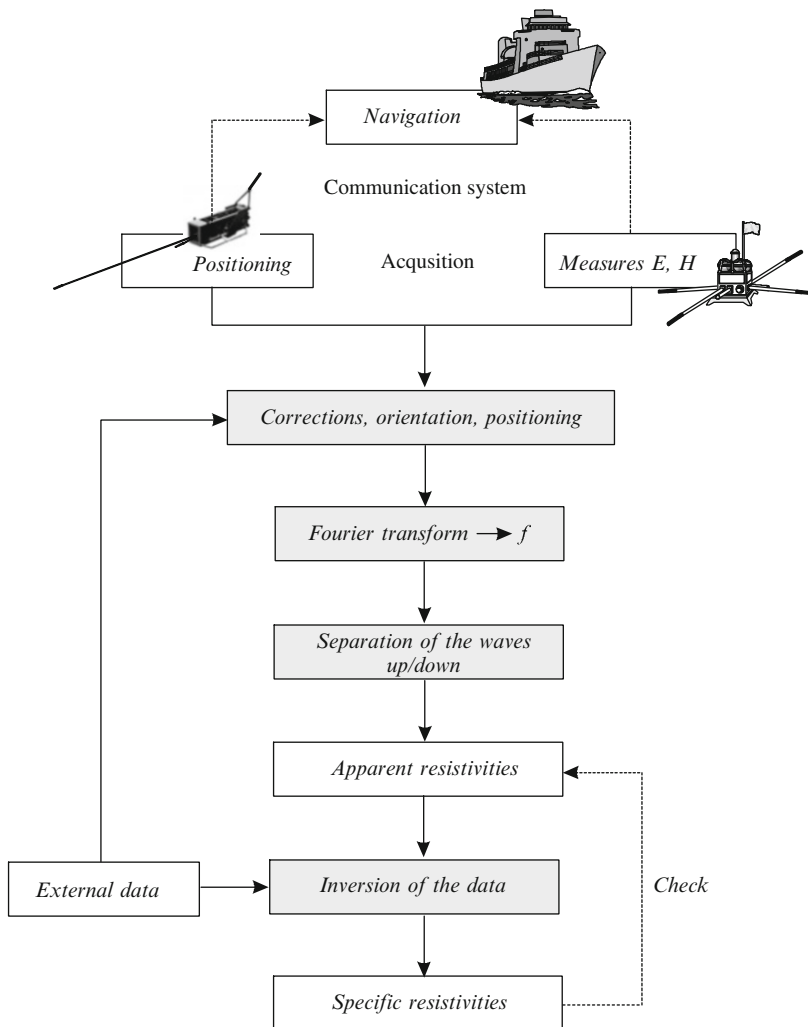 Navigation
Communication system
Positioning
Acqusition
Measures E, H
Corrections, orientation, positioning
Fourier transform → f
Separation of the waves
up/down
Apparent resistivities
External data
Inversion of the data
Check
Specific resistivities